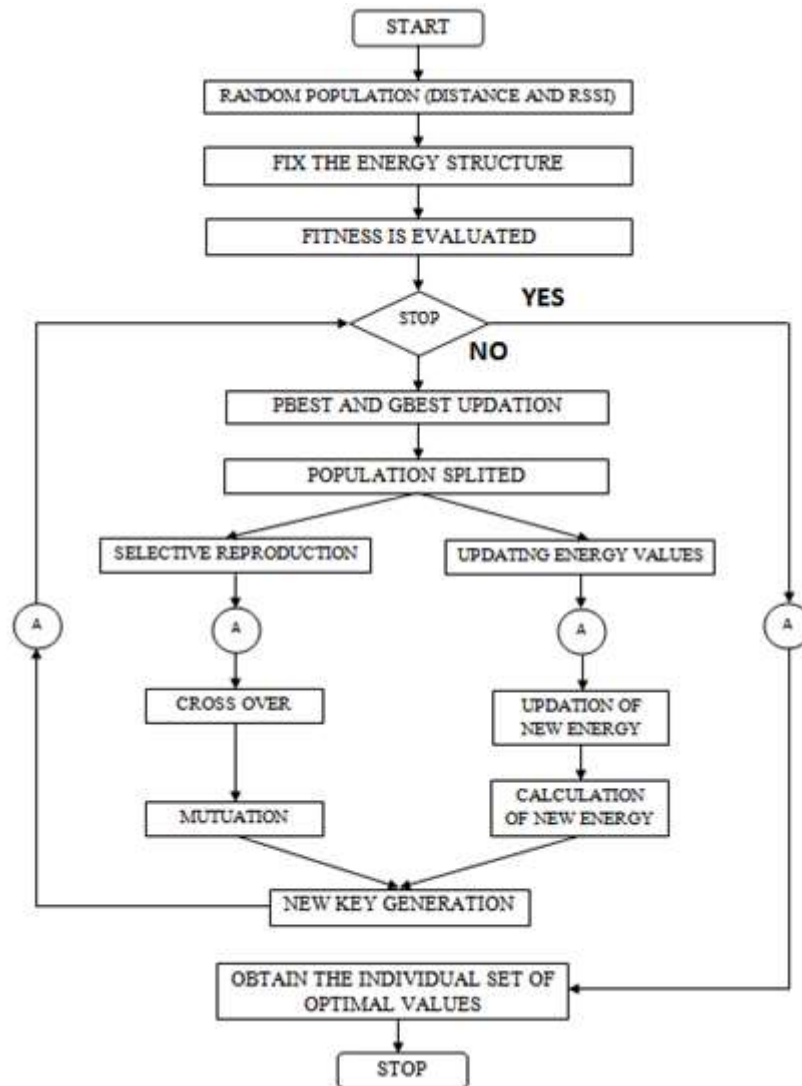 START
RANDOM POPULATION (DISTANCE AND RSSI)
FIX THE ENERGY STRUCTURE
FITNESS IS EVALUATED
YES
STOP
NO
PBEST AND GBEST UPDATION
POPULATION SPLITED
SELECTIVE REPRODUCTION
UPDATING ENERGY VALUES
A
A
A
A
CROSS OVER
UPDATION OF
NEW ENERGY
MUTUATION
CALCULATION
OF NEW ENERGY
NEW KEY GENERATION
OBTAIN THE INDIVIDUAL SET OF
OPTIMAL VALUES
STOP